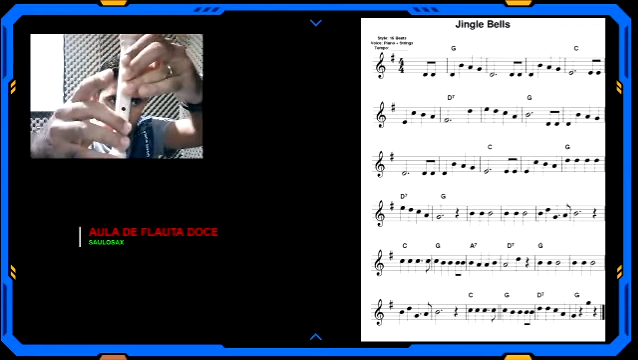 Jingle Bells
Style: 16 Beats
Voice: Piano + Strings
Tempo:
G C
D7 G
C G
D7 G
C G A7 D7 G
C G D7 G
AULA DE FLAUTA DOCE
SAULOSAX